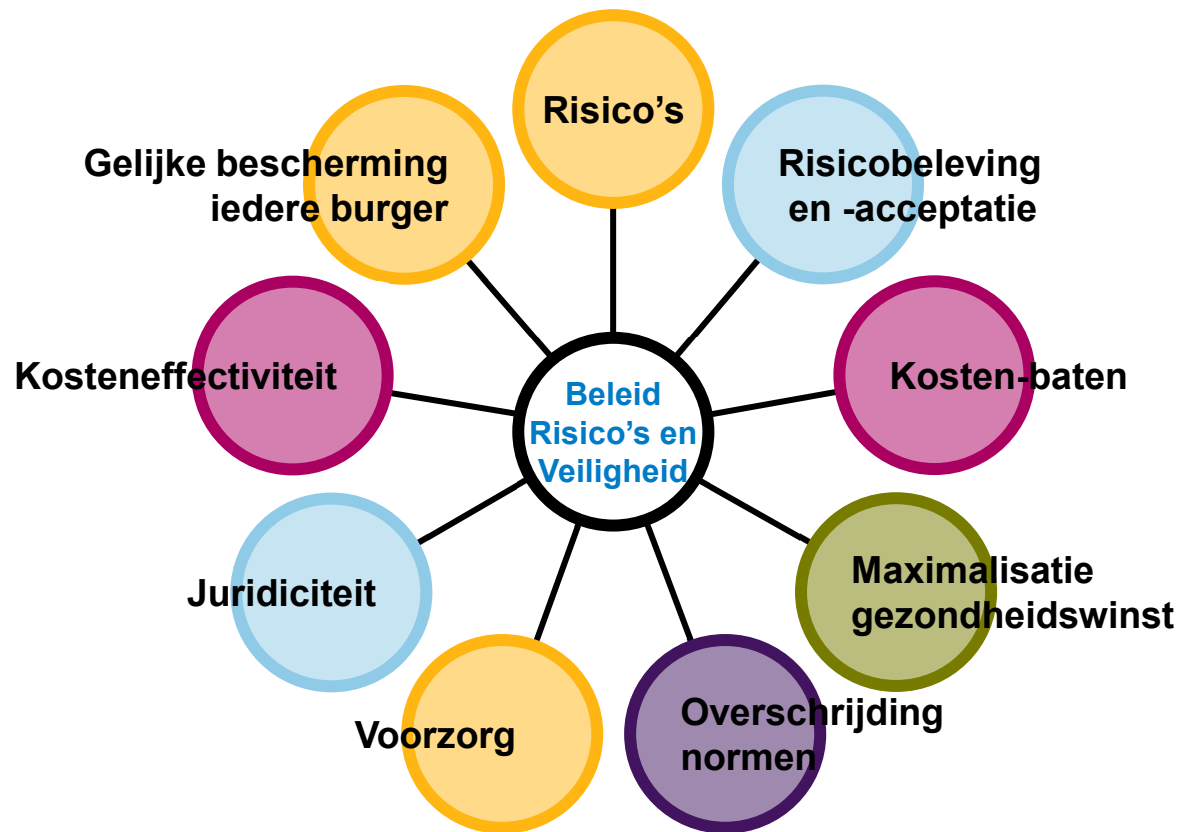 Risico’s
Risicobeleving
en -acceptatie
Kosten-baten
Maximalisatie
gezondheidswinst
Overschrijding
normen
Voorzorg
Juridiciteit
Kosteneffectiviteit
Gelijke bescherming
iedere burger
Beleid
Risico’s en
Veiligheid